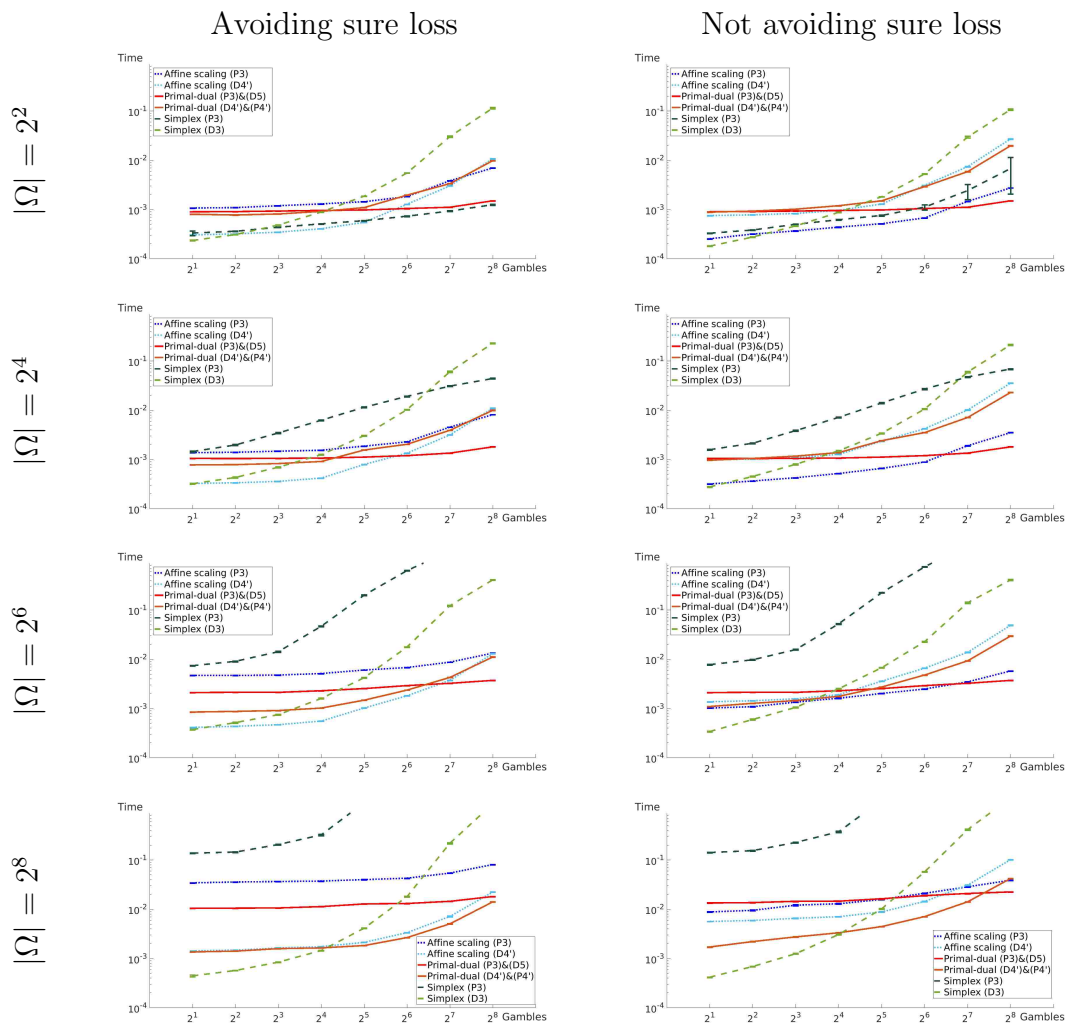 Avoiding sure loss
Not avoiding sure loss
|Ω| = 2²
Time
Affine scaling (P3)
Affine scaling (D4')
Primal-dual (P3)&(D5)
Primal-dual (D4')&(P4')
Simplex (P3)
Simplex (D3)
10⁻¹
10⁻²
10⁻³
10⁻⁴
2¹ 2² 2³ 2⁴ 2⁵ 2⁶ 2⁷ 2⁸ Gambles
Time
Affine scaling (P3)
Affine scaling (D4')
Primal-dual (P3)&(D5)
Primal-dual (D4')&(P4')
Simplex (P3)
Simplex (D3)
10⁻¹
10⁻²
10⁻³
10⁻⁴
2¹ 2² 2³ 2⁴ 2⁵ 2⁶ 2⁷ 2⁸ Gambles
|Ω| = 2⁴
Time
Affine scaling (P3)
Affine scaling (D4')
Primal-dual (P3)&(D5)
Primal-dual (D4')&(P4')
Simplex (P3)
Simplex (D3)
10⁻¹
10⁻²
10⁻³
10⁻⁴
2¹ 2² 2³ 2⁴ 2⁵ 2⁶ 2⁷ 2⁸ Gambles
Time
Affine scaling (P3)
Affine scaling (D4')
Primal-dual (P3)&(D5)
Primal-dual (D4')&(P4')
Simplex (P3)
Simplex (D3)
10⁻¹
10⁻²
10⁻³
10⁻⁴
2¹ 2² 2³ 2⁴ 2⁵ 2⁶ 2⁷ 2⁸ Gambles
|Ω| = 2⁶
Time
Affine scaling (P3)
Affine scaling (D4')
Primal-dual (P3)&(D5)
Primal-dual (D4')&(P4')
Simplex (P3)
Simplex (D3)
10⁻¹
10⁻²
10⁻³
10⁻⁴
2¹ 2² 2³ 2⁴ 2⁵ 2⁶ 2⁷ 2⁸ Gambles
Time
Affine scaling (P3)
Affine scaling (D4')
Primal-dual (P3)&(D5)
Primal-dual (D4')&(P4')
Simplex (P3)
Simplex (D3)
10⁻¹
10⁻²
10⁻³
10⁻⁴
2¹ 2² 2³ 2⁴ 2⁵ 2⁶ 2⁷ 2⁸ Gambles
|Ω| = 2⁸
Time
10⁻¹
10⁻²
10⁻³
10⁻⁴
Affine scaling (P3)
Affine scaling (D4')
Primal-dual (P3)&(D5)
Primal-dual (D4')&(P4')
Simplex (P3)
Simplex (D3)
2¹ 2² 2³ 2⁴ 2⁵ 2⁶ 2⁷ 2⁸ Gambles
Time
10⁻¹
10⁻²
10⁻³
10⁻⁴
Affine scaling (P3)
Affine scaling (D4')
Primal-dual (P3)&(D5)
Primal-dual (D4')&(P4')
Simplex (P3)
Simplex (D3)
2¹ 2² 2³ 2⁴ 2⁵ 2⁶ 2⁷ 2⁸ Gambles